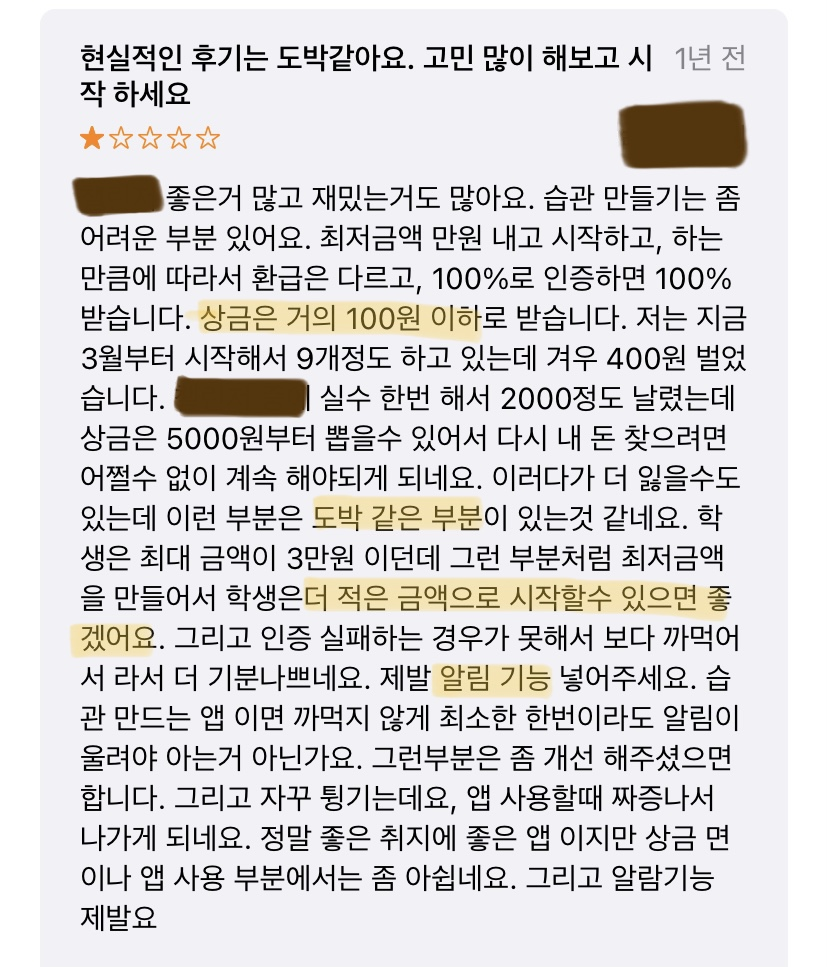 현실적인 후기는 도박같아요. 고민 많이 해보고 시 1년 전
작 하세요
좋은거 많고 재밌는거도 많아요. 습관 만들기는 좀
어려운 부분 있어요. 최저금액 만원 내고 시작하고, 하는
만큼에 따라서 환급은 다르고, 100%로 인증하면 100%
받습니다. 상금은 거의 100원 이하로 받습니다. 저는 지금
3월부터 시작해서 9개정도 하고 있는데 겨우 400원 벌었
습니다. 실수 한번 해서 2000정도 날렸는데
상금은 5000원부터 뽑을수 있어서 다시 내 돈 찾으려면
어쩔수 없이 계속 해야되게 되네요. 이러다가 더 잃을수도
있는데 이런 부분은 도박 같은 부분이 있는것 같네요. 학
생은 최대 금액이 3만원 이던데 그런 부분처럼 최저금액
을 만들어서 학생은더 적은 금액으로 시작할수 있으면 좋
겠어요. 그리고 인증 실패하는 경우가 못해서 보다 까먹어
서 라서 더 기분나쁘네요. 제발 알림 기능 넣어주세요. 습
관 만드는 앱 이면 까먹지 않게 최소한 한번이라도 알림이
울려야 아는거 아닌가요. 그런부분은 좀 개선 해주셨으면
합니다. 그리고 자꾸 튕기는데요, 앱 사용할때 짜증나서
나가게 되네요. 정말 좋은 취지에 좋은 앱 이지만 상금 면
이나 앱 사용 부분에서는 좀 아쉽네요. 그리고 알람기능
제발요